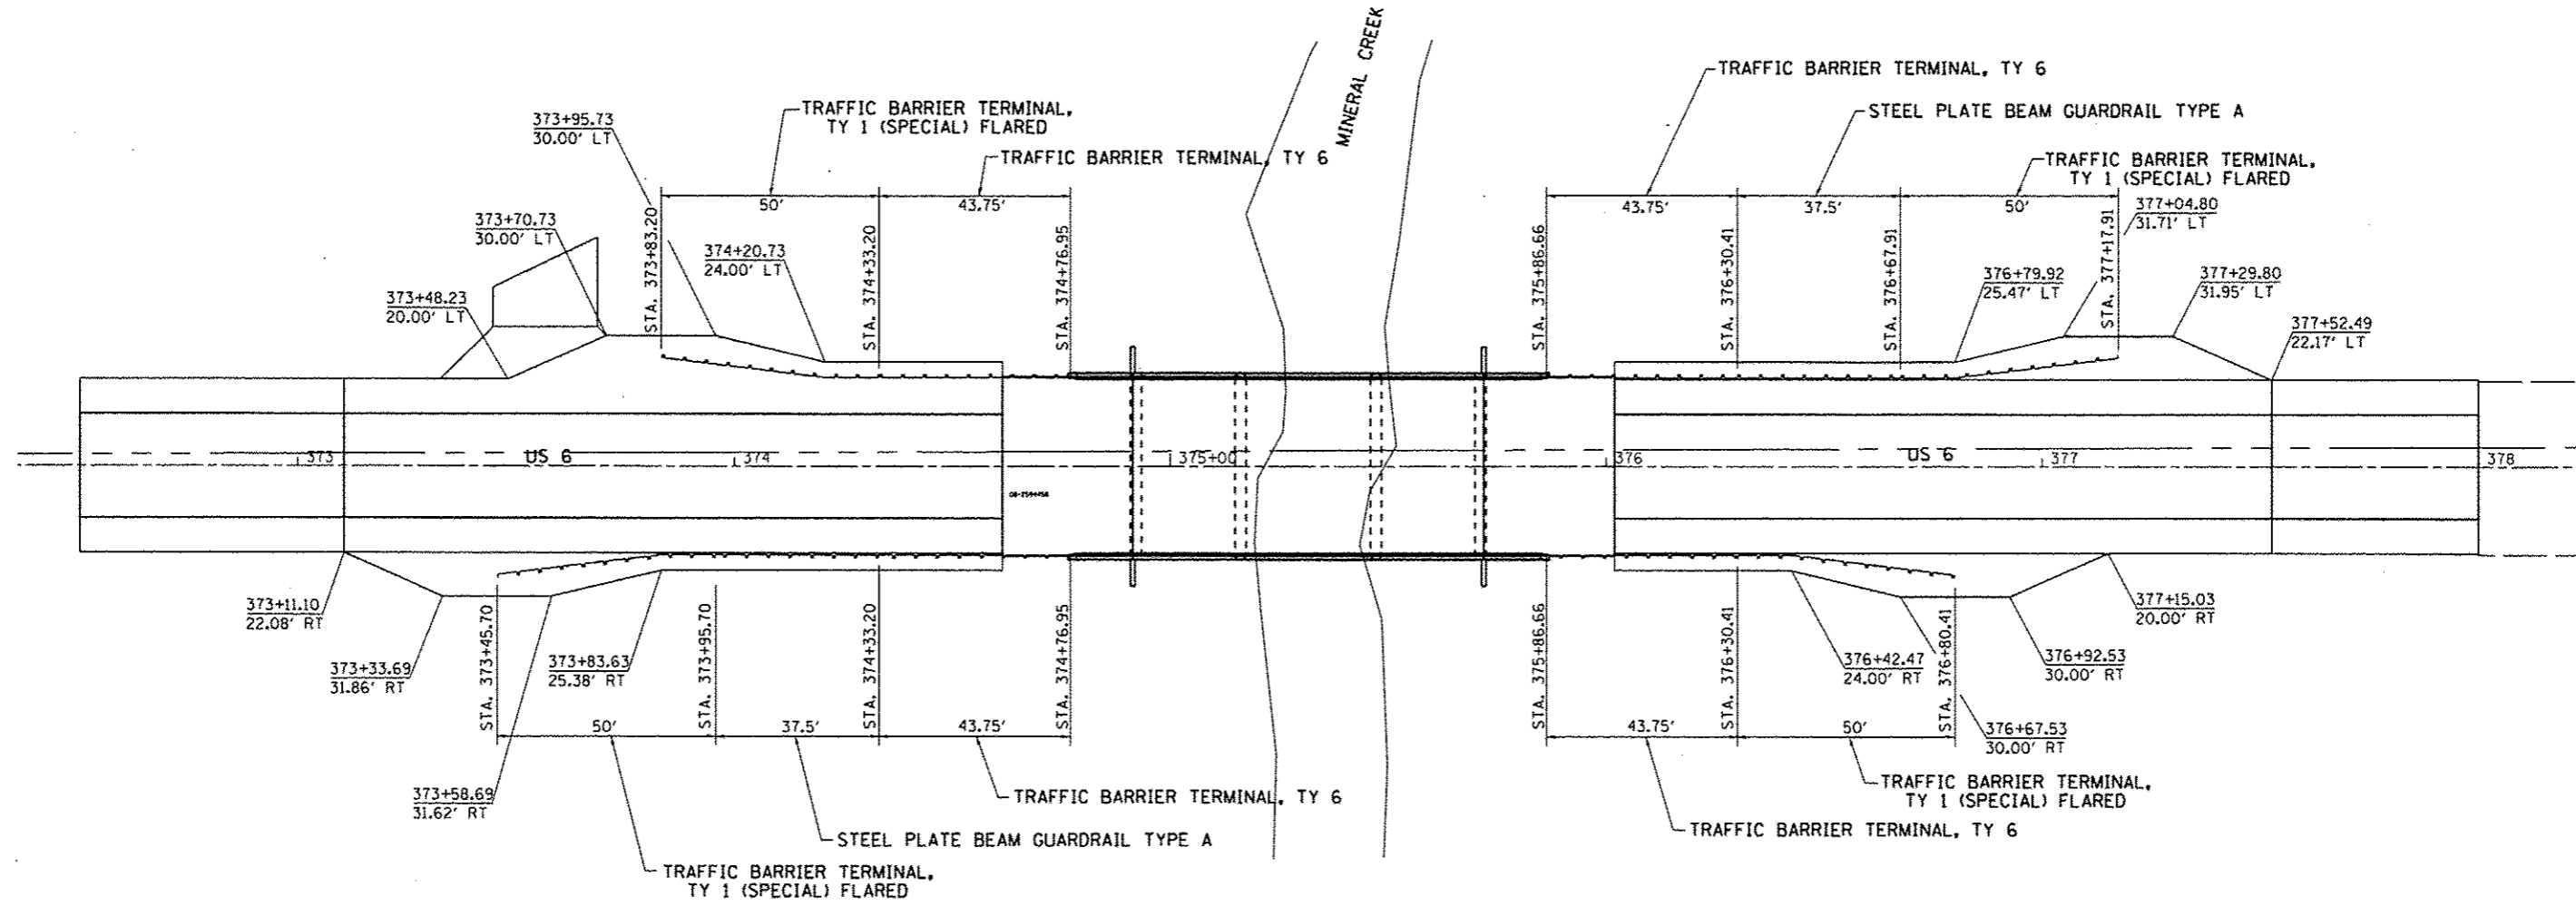 MINERAL CREEK
TRAFFIC BARRIER TERMINAL, TY 6
STEEL PLATE BEAM GUARDRAIL TYPE A
TRAFFIC BARRIER TERMINAL,
TY 1 (SPECIAL) FLARED
TRAFFIC BARRIER TERMINAL,
TY 1 (SPECIAL) FLARED
TRAFFIC BARRIER TERMINAL, TY 6
373+95.73
30.00' LT
373+70.73
30.00' LT
373+48.23
20.00' LT
374+20.73
24.00' LT
50'
43.75'
STA. 373+83.20
STA. 374+33.20
STA. 374+76.95
43.75'
37.5'
50'
STA. 375+86.66
STA. 376+30.41
STA. 376+67.91
STA. 377+17.91
377+04.80
31.71' LT
376+79.92
25.47' LT
377+29.80
31.95' LT
377+52.49
22.17' LT
373
US 6
374
375+00
376
US 6
377
378
373+11.10
22.08' RT
373+33.69
31.86' RT
373+58.69
31.62' RT
373+83.63
25.38' RT
STA. 373+45.70
STA. 373+95.70
STA. 374+33.20
STA. 374+76.95
50'
37.5'
43.75'
TRAFFIC BARRIER TERMINAL, TY 6
STEEL PLATE BEAM GUARDRAIL TYPE A
TRAFFIC BARRIER TERMINAL,
TY 1 (SPECIAL) FLARED
STA. 375+86.66
STA. 376+30.41
STA. 376+80.41
43.75'
50'
376+42.47
24.00' RT
376+67.53
30.00' RT
376+92.53
30.00' RT
377+15.03
20.00' RT
TRAFFIC BARRIER TERMINAL,
TY 1 (SPECIAL) FLARED
TRAFFIC BARRIER TERMINAL, TY 6